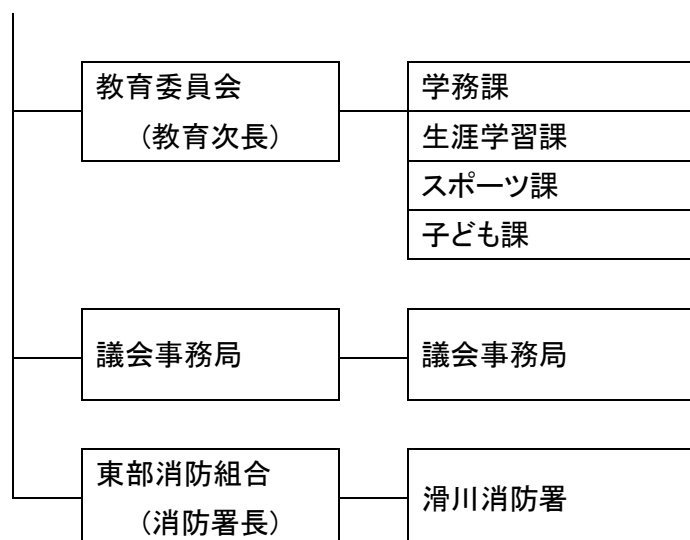 教育委員会
（教育次長）
学務課
生涯学習課
スポーツ課
子ども課
議会事務局
議会事務局
東部消防組合
（消防署長）
滑川消防署